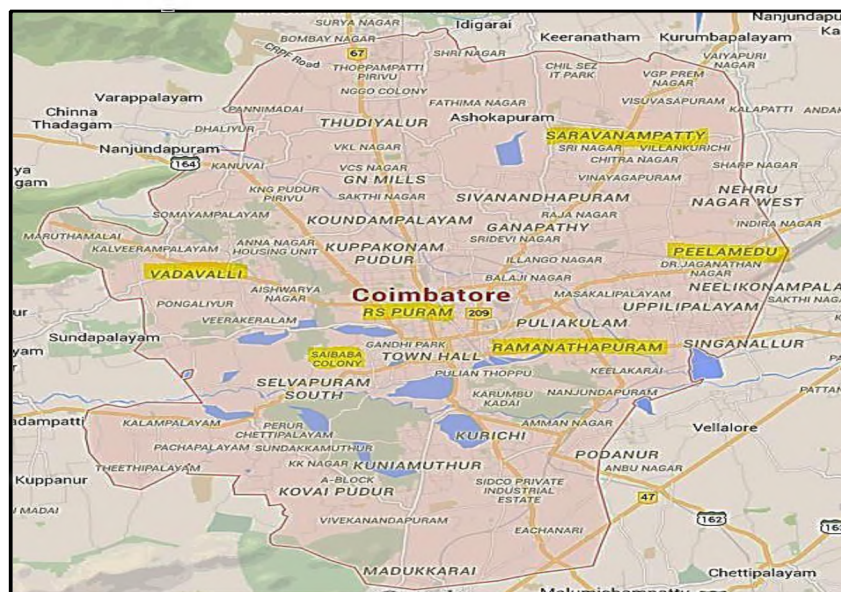 Idigarai
Nanjundapu
SURYA NAGAR
BOMBAY NAGAR
Keeranatham
Kurumbapalayam
CRPF Road
67
SHRI NAGAR
VAIYAPURI
NAGAR
THOPPAMPATTI
PIRIVU
CHIL SEZ
IT PARK
VGP PREM
NAGAR
NGGO COLONY
Varappalayam
FATHIMA NAGAR
VISUVASAPURAM
Chinna
Thadagam
PANNIMADAI
Ashokapuram
KALAPATTI
THUDIYALUR
DHALIYUR
SARAVANAMPATTY
Nanjundapuram
VKL NAGAR
SRI NAGAR
VILLANKURICHI
CHITRA NAGAR
164
KANUVAI
VCS NAGAR
SHARP NAGAR
GN MILLS
VINAYAGAPURAM
KNG PUDUR
PIRIVU
SAKTHI NAGAR
SIVANANDHAPURAM
NEHRU
NAGAR WEST
SOMAYAMPALAYAM
KOUNDAMPALAYAM
RAJA NAGAR
GANAPATHY
INDIRA NAGAR
MARUTHAMALAI
KALVEERAMPALAYAM
ANNA NAGAR
HOUSING UNIT
KUPPAKONAM
PUDUR
SRIDEVI NAGAR
PEELAMEDU
ILLANGO NAGAR
DR.JAGANATHAN
NAGAR
VADAVALLI
BALAJI NAGAR
AISHWARYA
NAGAR
NEELIKONAMPALA
PONGALIYUR
Coimbatore
MASAKALIPALAYAM
SAKTHI NAG
UPPILIPALAYAM
RS PURAM
209
VEERAKERALAM
PULIAKULAM
Sundapalayam
GANDHI PARK
RAMANATHAPURAM
SINGANALLUR
SAIBABA
COLONY
TOWN HALL
PULIAN THOPPU
KEELAKARAI
SELVAPURAM
SOUTH
KARUMBU
KADAI
NANJUNDAPURAM
PATTAN
adampatti
KALAMPALAYAM
PERUR
CHETTIPALAYAM
AMMAN NAGAR
Vellalore
PACHAPALAYAM
SUNDAKKAMUTHUR
KURICHI
PODANUR
THEETHIPALAYAM
KK NAGAR
KUNIAMUTHUR
ANBU NAGAR
Kuppanur
A-BLOCK
SIDCO PRIVATE
INDUSTRIAL
ESTATE
KOVAI PUDUR
47
MADAI
VIVEKANANDAPURAM
EACHANARI
162
MADUKKARAI
Chettipalayam